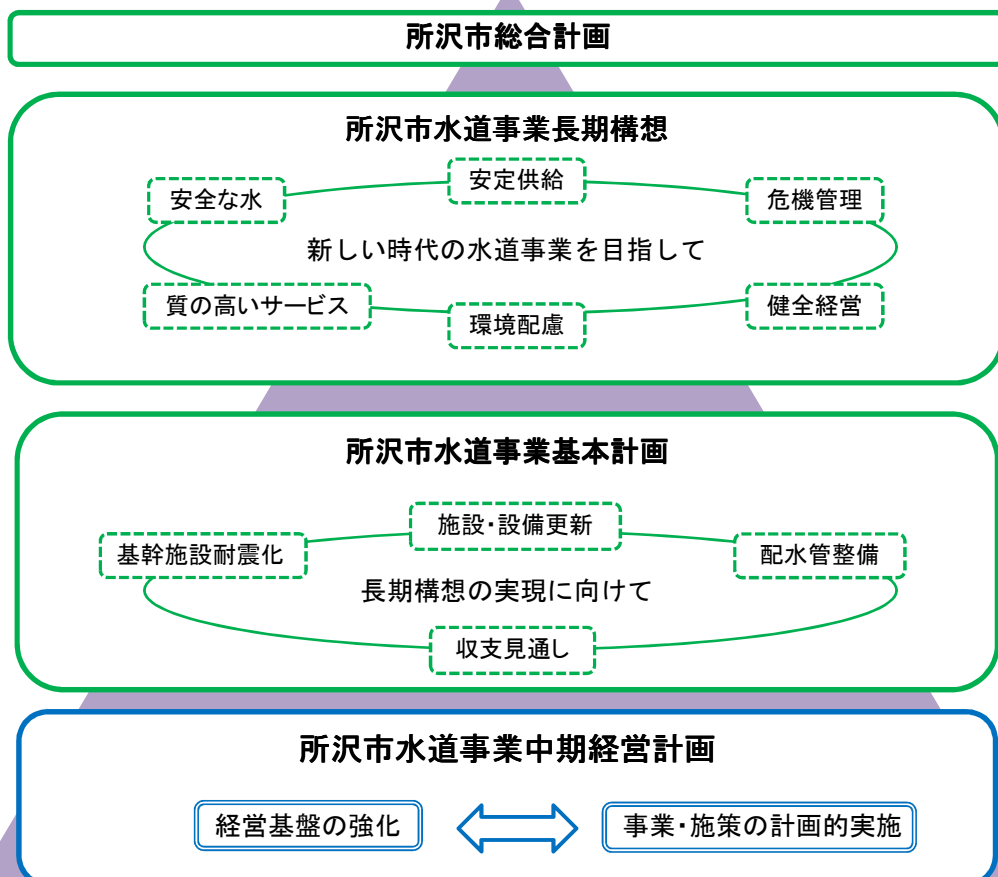 所沢市総合計画
所沢市水道事業長期構想
安全な水
安定供給
危機管理
新しい時代の水道事業を目指して
質の高いサービス
環境配慮
健全経営
所沢市水道事業基本計画
基幹施設耐震化
施設・設備更新
配水管整備
長期構想の実現に向けて
収支見通し
所沢市水道事業中期経営計画
経営基盤の強化
事業・施策の計画的実施